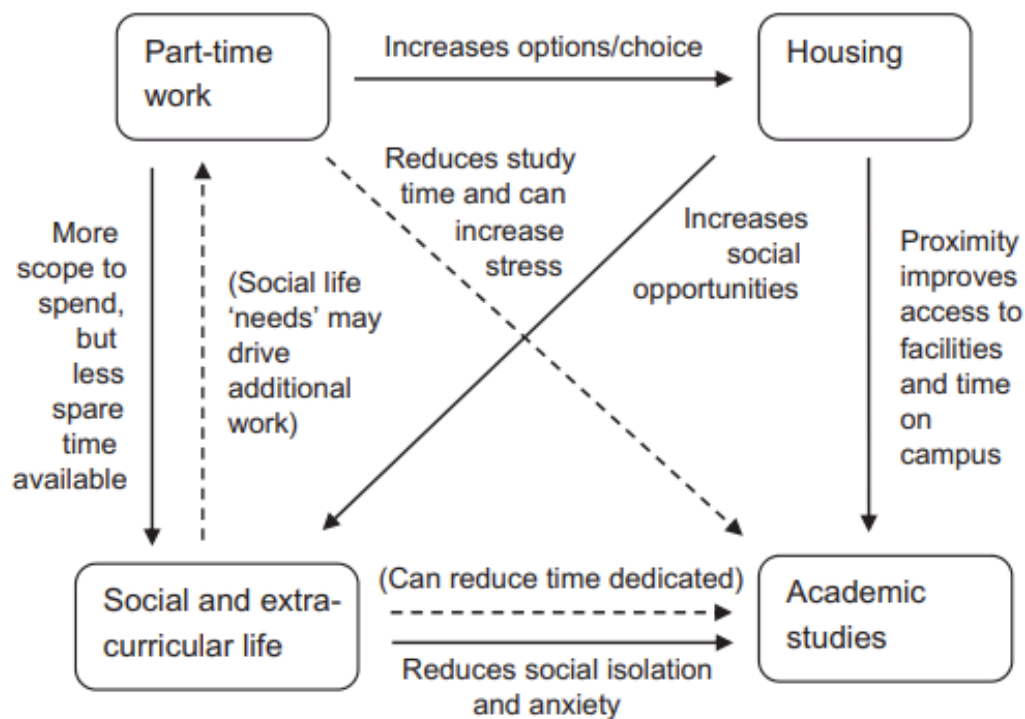 Part-time
work
Increases options/choice
Housing
Reduces study
time and can
increase
stress
Increases
social
opportunities
More
scope to
spend,
but
less
spare
time
available
(Social life
‘needs’ may
drive
additional
work)
Proximity
improves
access to
facilities
and time
on
campus
Social and extra-
curricular life
(Can reduce time dedicated)
Reduces social isolation
and anxiety
Academic
studies